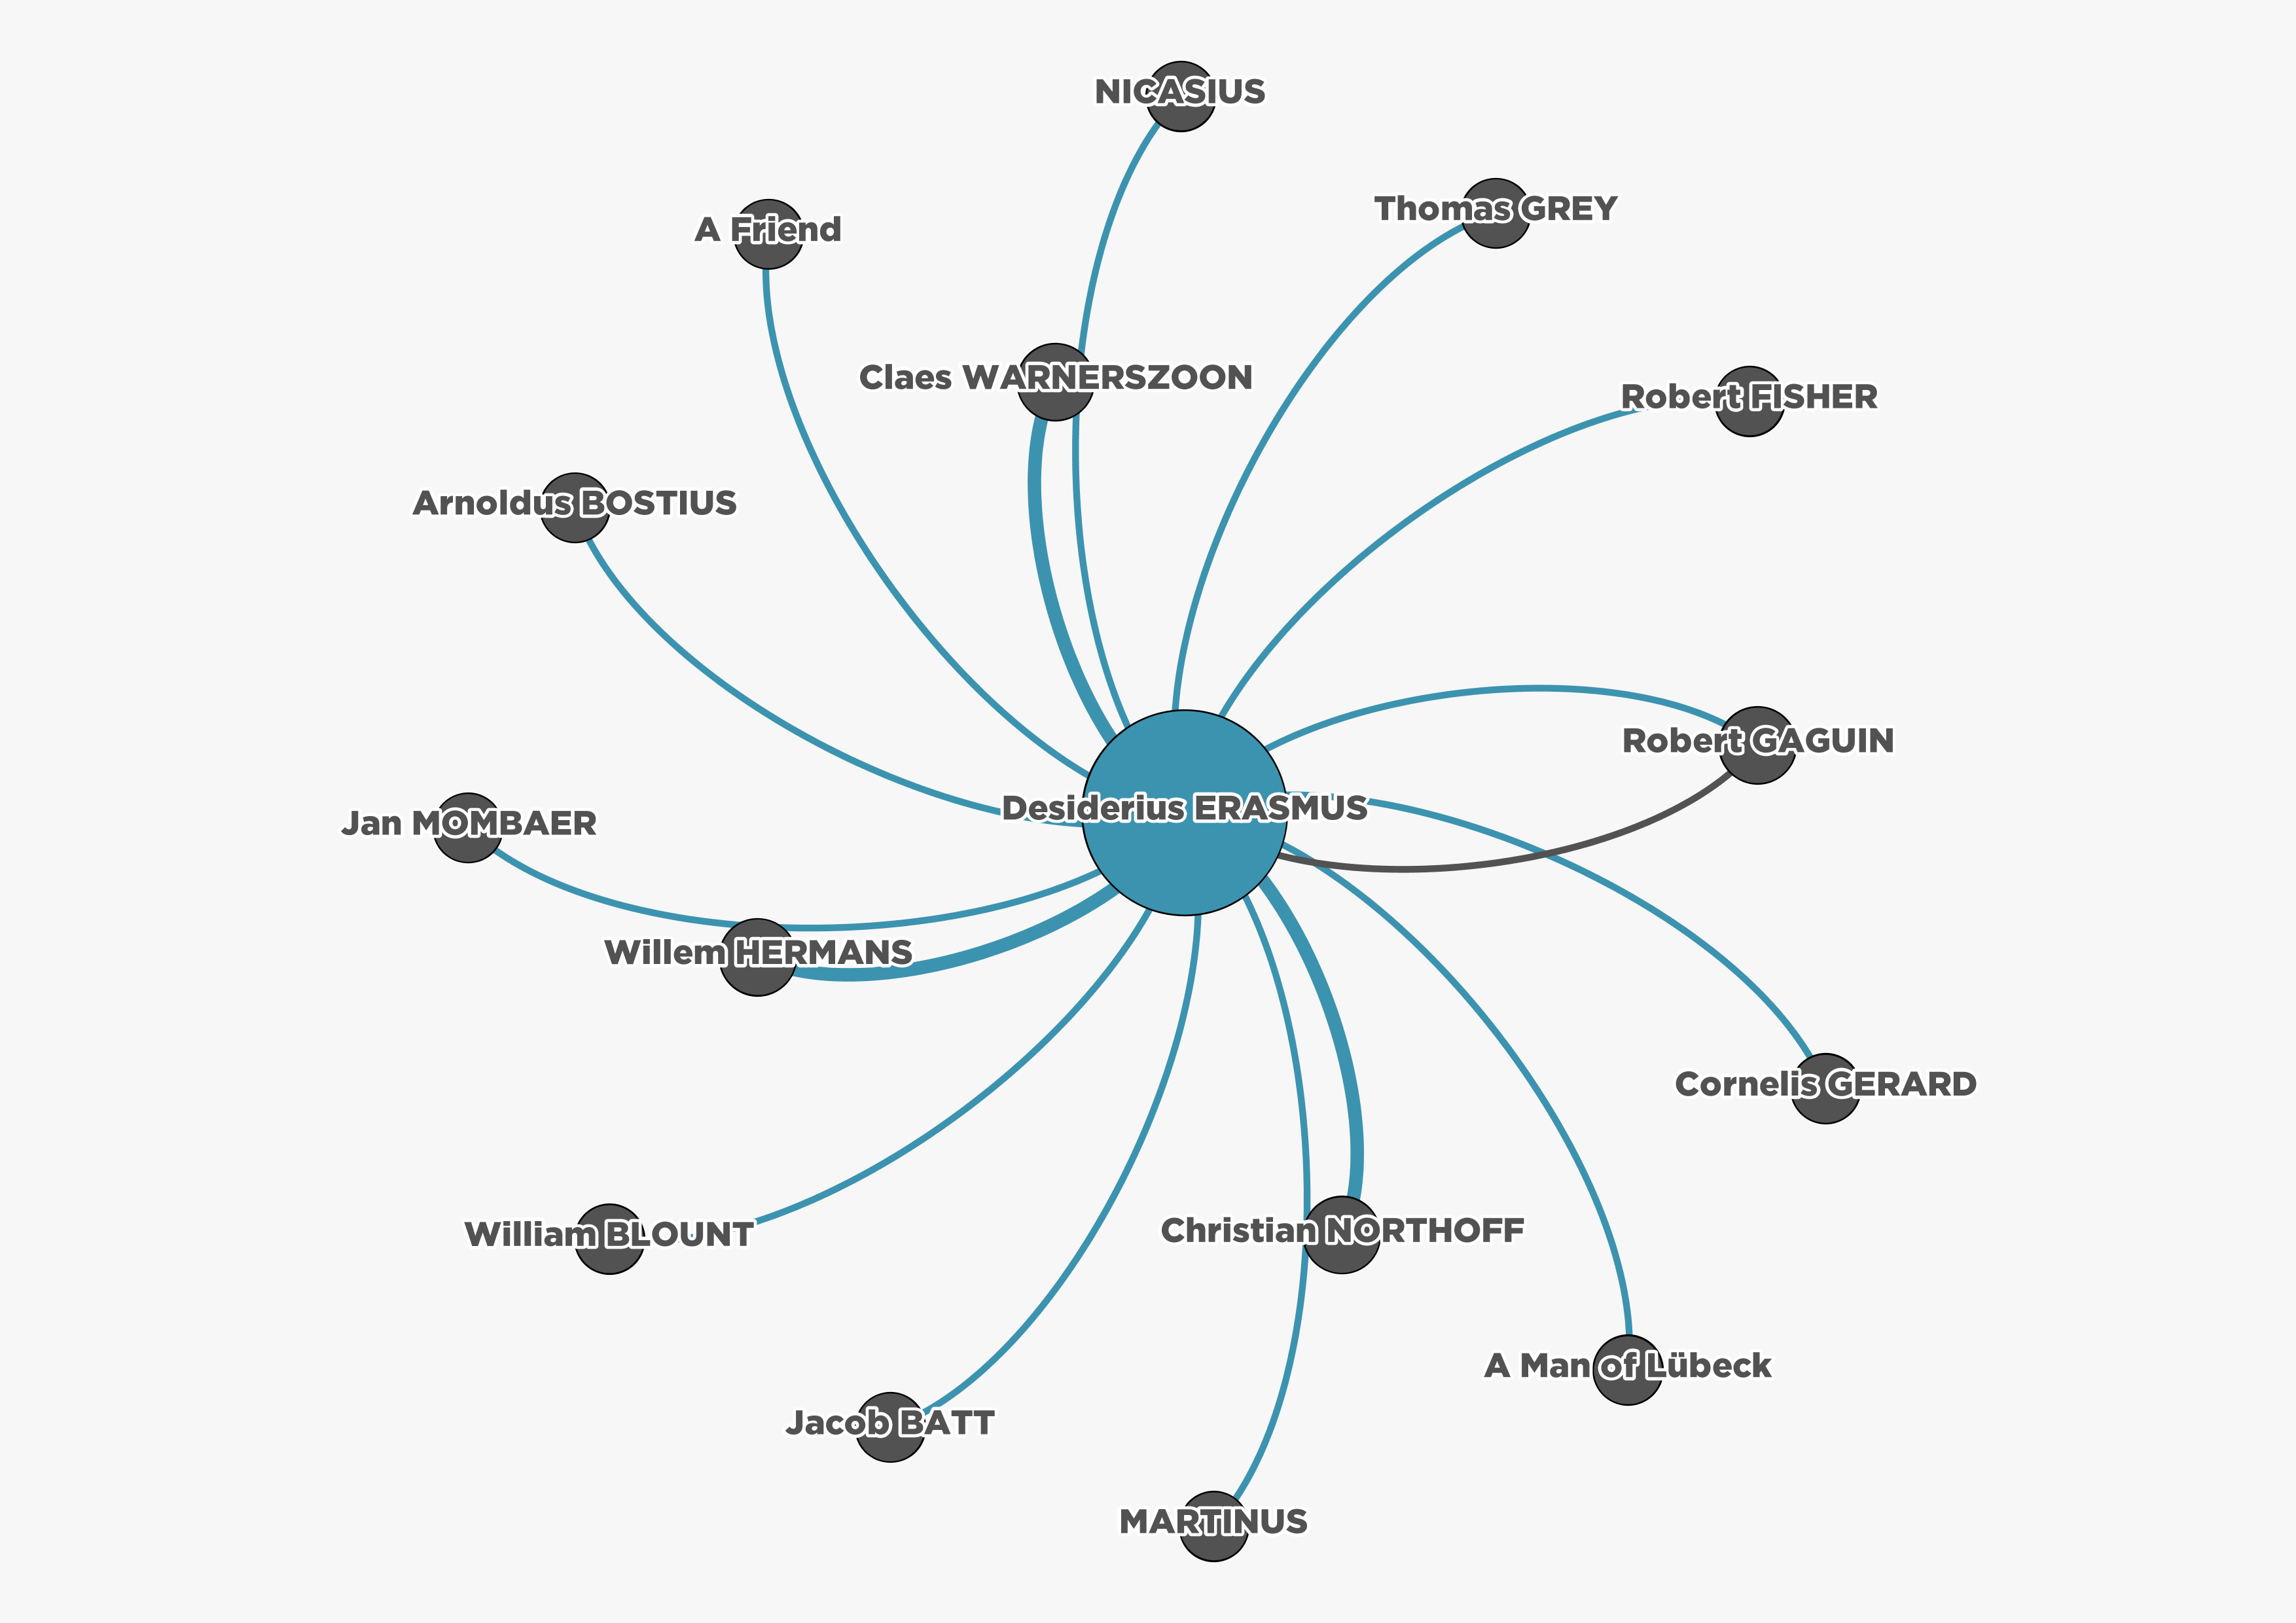 NICASIUS
Thomas GREY
A Friend
Claes WARNERSZOON
Robert FISHER
Arnoldus BOSTIUS
Robert GAGUIN
Desiderius ERASMUS
Jan MOMBAER
Willem HERMANS
Cornelis GERARD
Christian NORTHOFF
William BLOUNT
A Man of Lübeck
Jacob BATT
MARTINUS